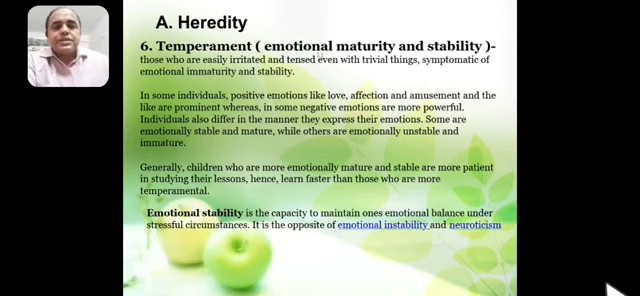 A. Heredity
6. Temperament ( emotional maturity and stability )-
those who are easily irritated and tensed even with trivial things, symptomatic of
emotional immaturity and stability.
In some individuals, positive emotions like love, affection and amusement and the
like are prominent whereas, in some negative emotions are more powerful.
Individuals also differ in the manner they express their emotions. Some are
emotionally stable and mature, while others are emotionally unstable and
immature.
Generally, children who are more emotionally mature and stable are more patient
in studying their lessons, hence, learn faster than those who are more
temperamental.
Emotional stability is the capacity to maintain ones emotional balance under
stressful circumstances. It is the opposite of emotional instability and neuroticism